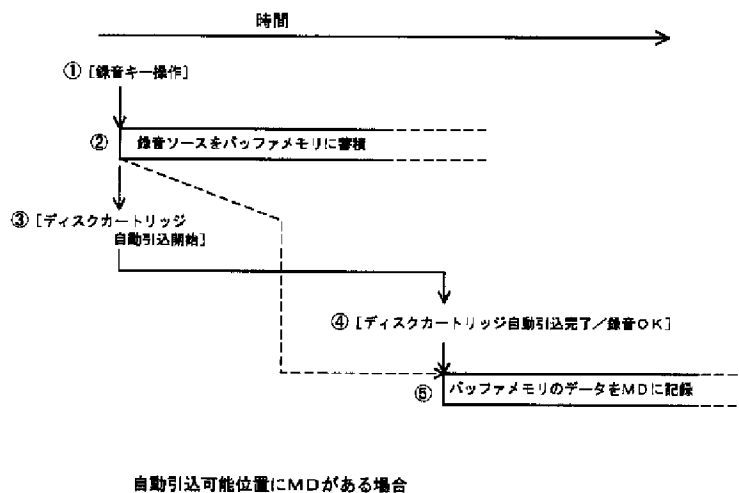 時間
①[録音キー操作]
② 録音ソースをバッファメモリに蓄積
③[ディスクカートリッジ
自動引込開始]
④[ディスクカートリッジ自動引込完了/録音OK]
⑤ バッファメモリのデータをMDに記録
自動引込可能位置にMDがある場合